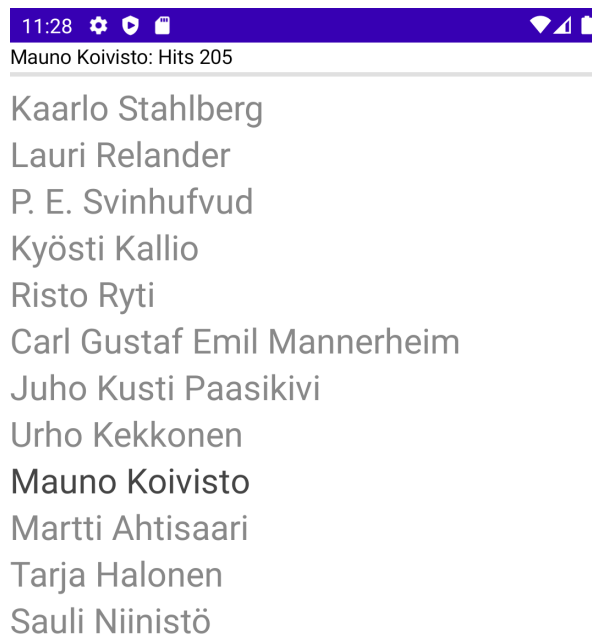 11:28
Mauno Koivisto: Hits 205
Kaarlo Stahlberg
Lauri Relander
P. E. Svinhufvud
Kyösti Kallio
Risto Ryti
Carl Gustaf Emil Mannerheim
Juho Kusti Paasikivi
Urho Kekkonen
Mauno Koivisto
Martti Ahtisaari
Tarja Halonen
Sauli Niinistö